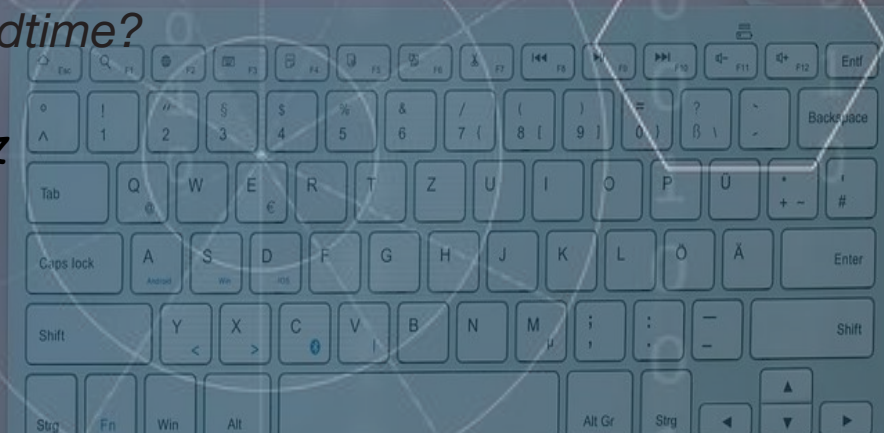 dtime?
z
Esc F1 F2 F3 F4 F5 F6 F7 F8 F9 F10 F11 F12 Entf
° ^ ! 1 " 2 § 3 $ 4 % 5 & 6 / 7 { ( 8 [ ) 9 ] = 0 } ? ß \ ` ´ Backspace
Tab Q @ W E € R T Z U I O P Ü * + ~ ' #
Caps lock A Android S Win D iOS F G H J K L Ö Ä Enter
Shift Y < X > C V | B N M µ ; , : . — – Shift
Strg Fn Win Alt Alt Gr Strg